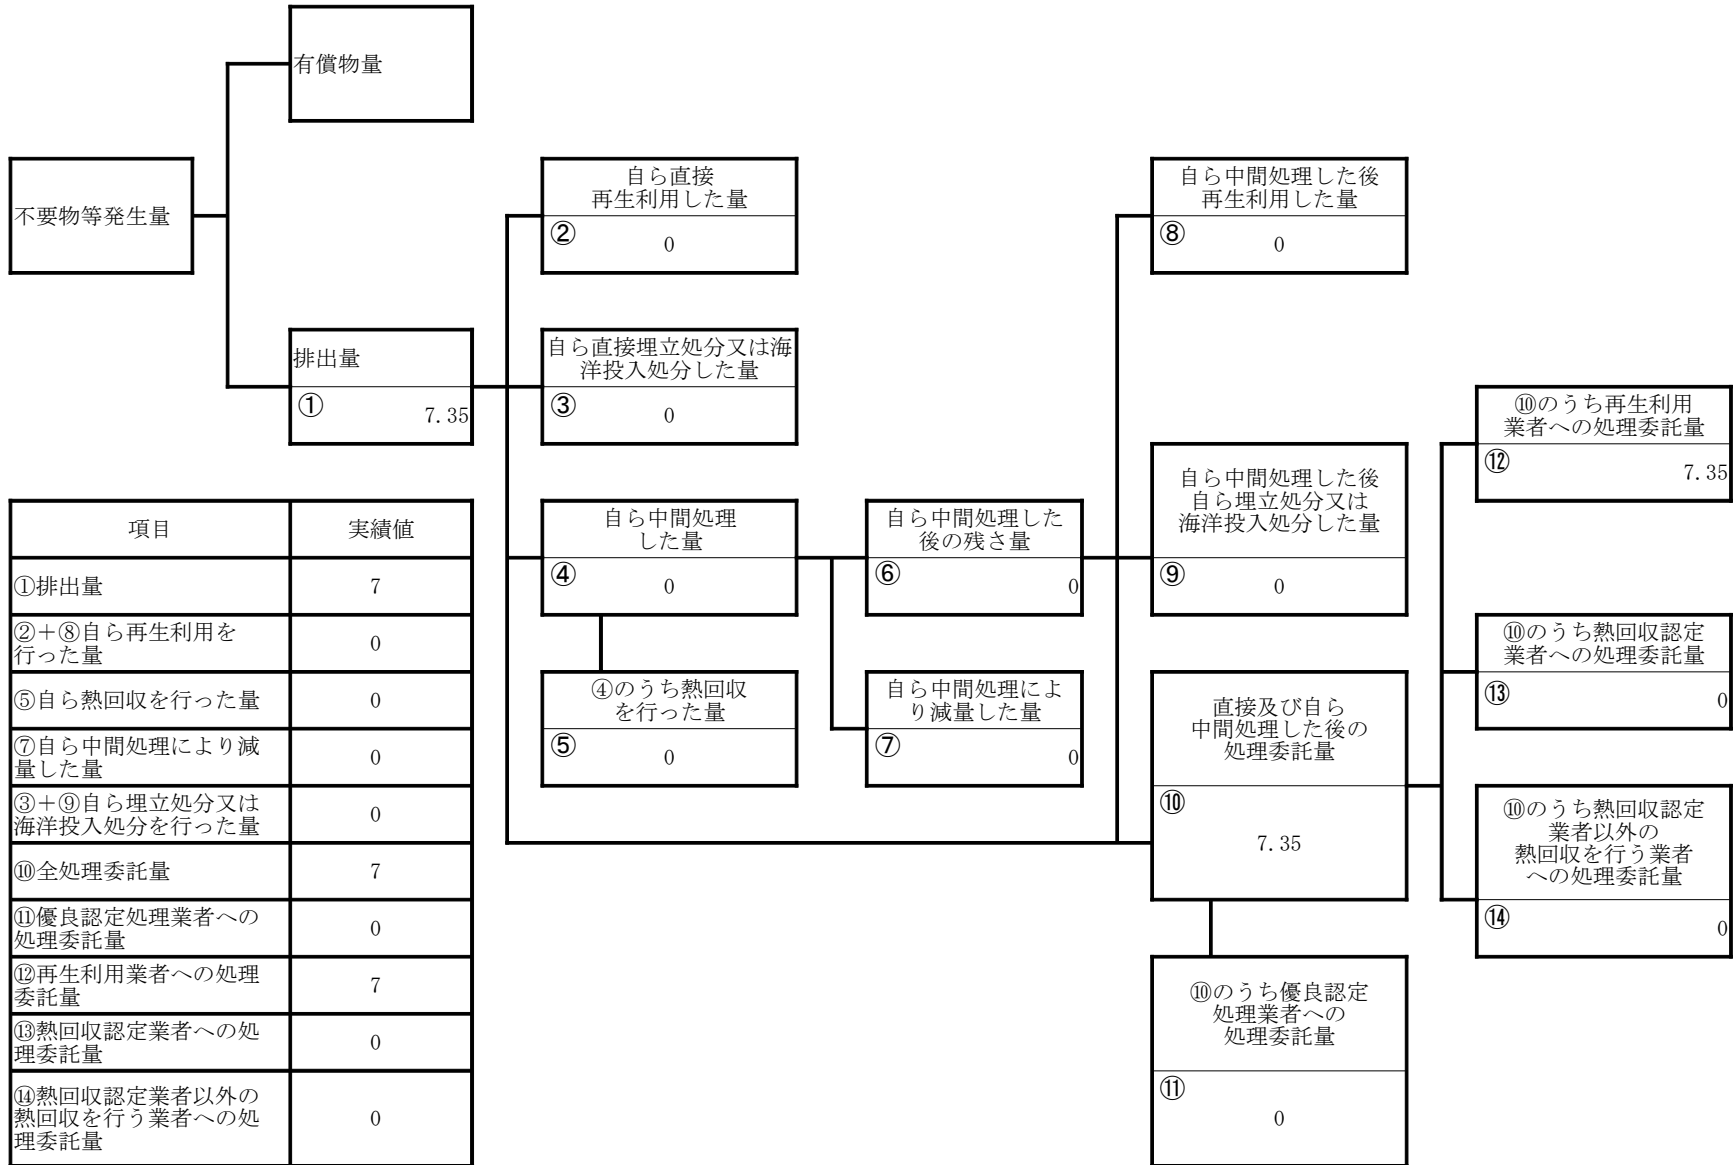 有償物量
不要物等発生量
自ら直接
再生利用した量
②
0
自ら中間処理した後
再生利用した量
⑧
0
排出量
①
7.35
自ら直接埋立処分又は海
洋投入処分した量
③
0
⑩のうち再生利用
業者への処理委託量
⑫
7.35
自ら中間処理
した量
④
0
自ら中間処理した
後の残さ量
⑥
0
自ら中間処理した後
自ら埋立処分又は
海洋投入処分した量
⑨
0
⑩のうち熱回収認定
業者への処理委託量
⑬
0
④のうち熱回収
を行った量
⑤
0
自ら中間処理によ
り減量した量
⑦
0
直接及び自ら
中間処理した後の
処理委託量
⑩
7.35
⑩のうち熱回収認定
業者以外の
熱回収を行う業者
への処理委託量
⑭
0
⑩のうち優良認定
処理業者への
処理委託量
⑪
0
項目 実績値
①排出量 7
②＋⑧自ら再生利用を
行った量 0
⑤自ら熱回収を行った量 0
⑦自ら中間処理により減
量した量 0
③＋⑨自ら埋立処分又は
海洋投入処分を行った量 0
⑩全処理委託量 7
⑪優良認定処理業者への
処理委託量 0
⑫再生利用業者への処理
委託量 7
⑬熱回収認定業者への処
理委託量 0
⑭熱回収認定業者以外の
熱回収を行う業者への処
理委託量 0